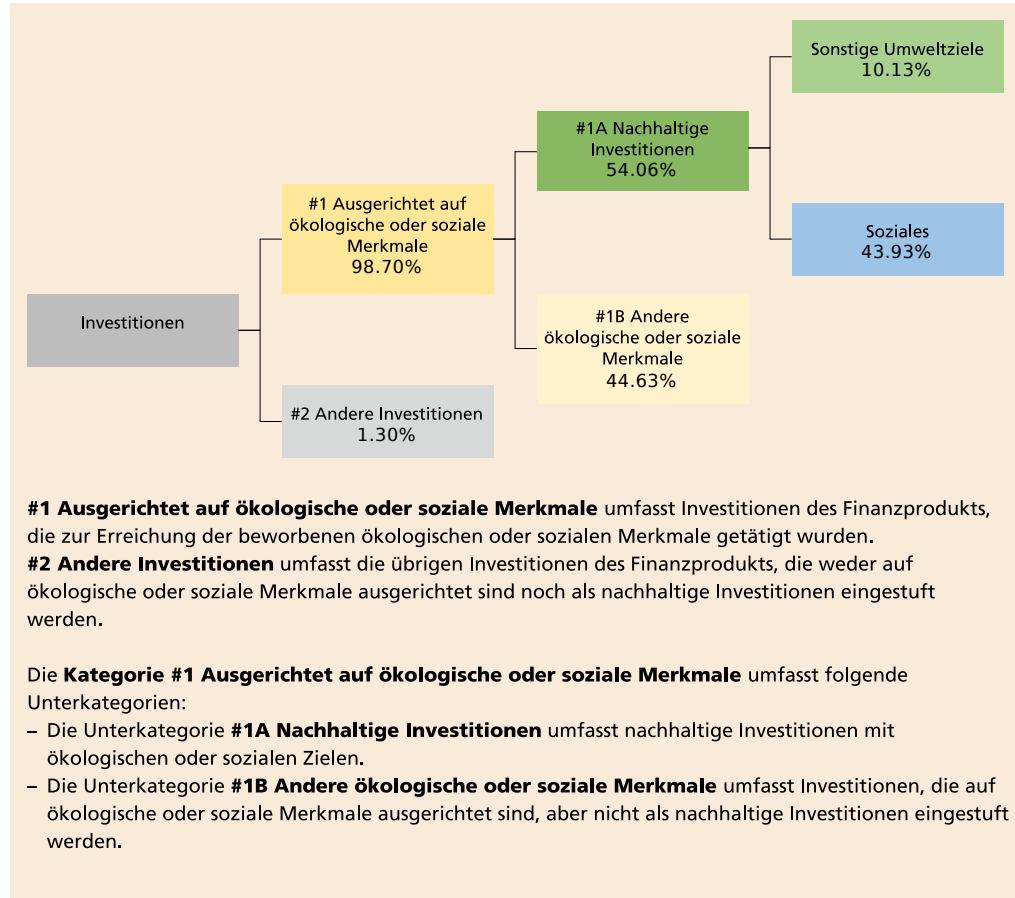 Sonstige Umweltziele
10.13%
#1A Nachhaltige
Investitionen
54.06%
#1 Ausgerichtet auf
ökologische oder soziale
Merkmale
98.70%
Soziales
43.93%
Investitionen
#1B Andere
ökologische oder soziale
Merkmale
44.63%
#2 Andere Investitionen
1.30%
#1 Ausgerichtet auf ökologische oder soziale Merkmale umfasst Investitionen des Finanzprodukts,
die zur Erreichung der beworbenen ökologischen oder sozialen Merkmale getätigt wurden.
#2 Andere Investitionen umfasst die übrigen Investitionen des Finanzprodukts, die weder auf
ökologische oder soziale Merkmale ausgerichtet sind noch als nachhaltige Investitionen eingestuft
werden.
Die Kategorie #1 Ausgerichtet auf ökologische oder soziale Merkmale umfasst folgende
Unterkategorien:
– Die Unterkategorie #1A Nachhaltige Investitionen umfasst nachhaltige Investitionen mit
ökologischen oder sozialen Zielen.
– Die Unterkategorie #1B Andere ökologische oder soziale Merkmale umfasst Investitionen, die auf
ökologische oder soziale Merkmale ausgerichtet sind, aber nicht als nachhaltige Investitionen eingestuft
werden.